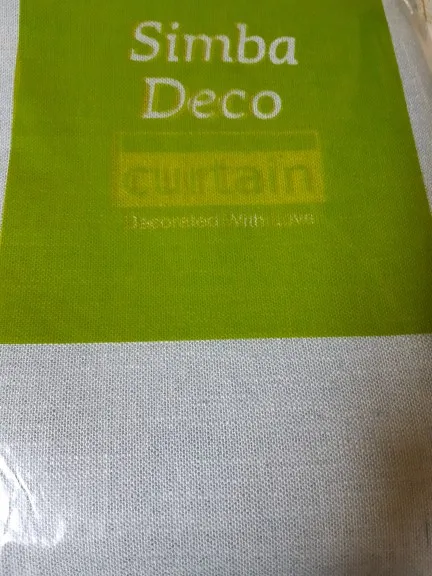 Simba
Deco
curtain
Decorated With Love